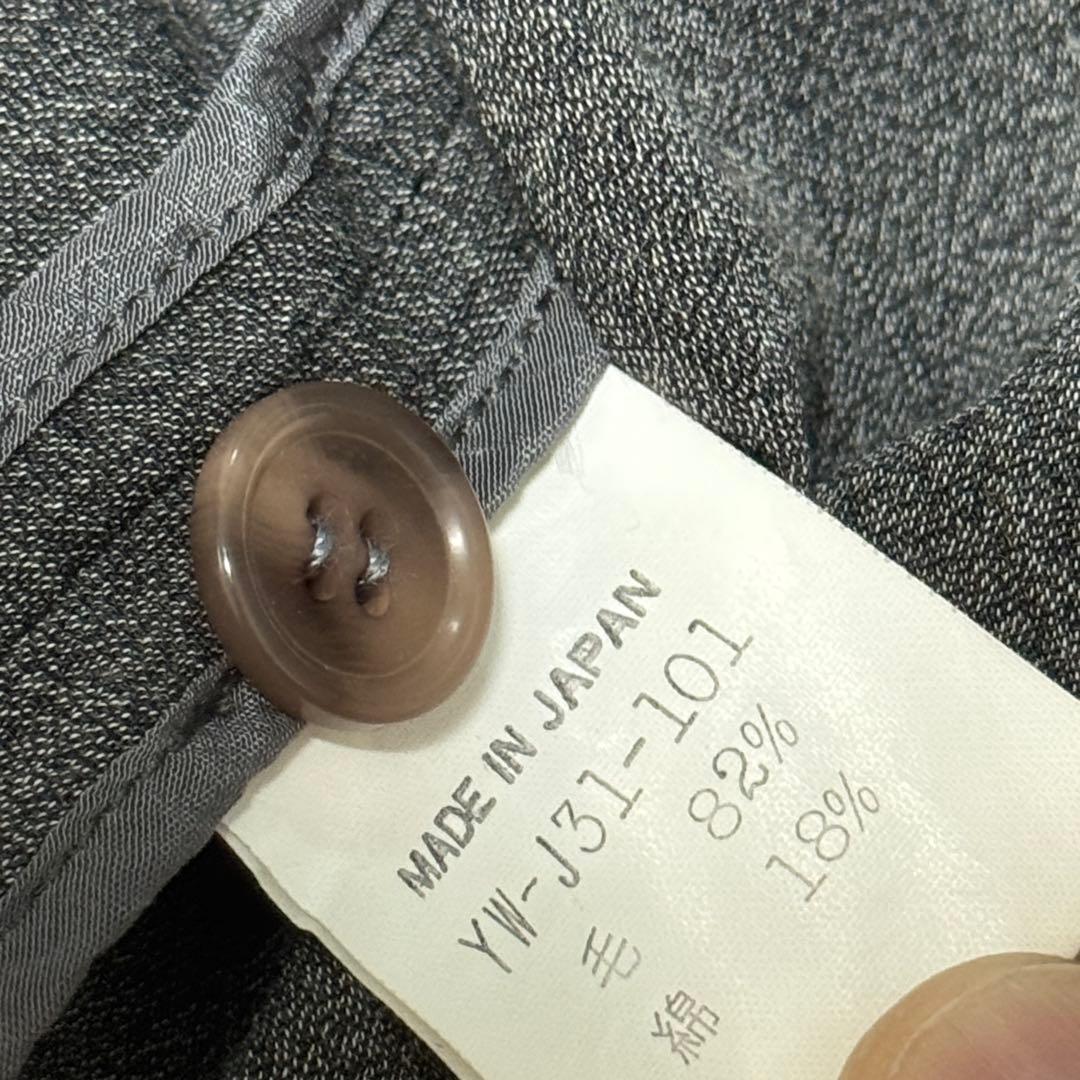 MADE IN JAPAN
YW-J31-101
毛 82%
綿 18%